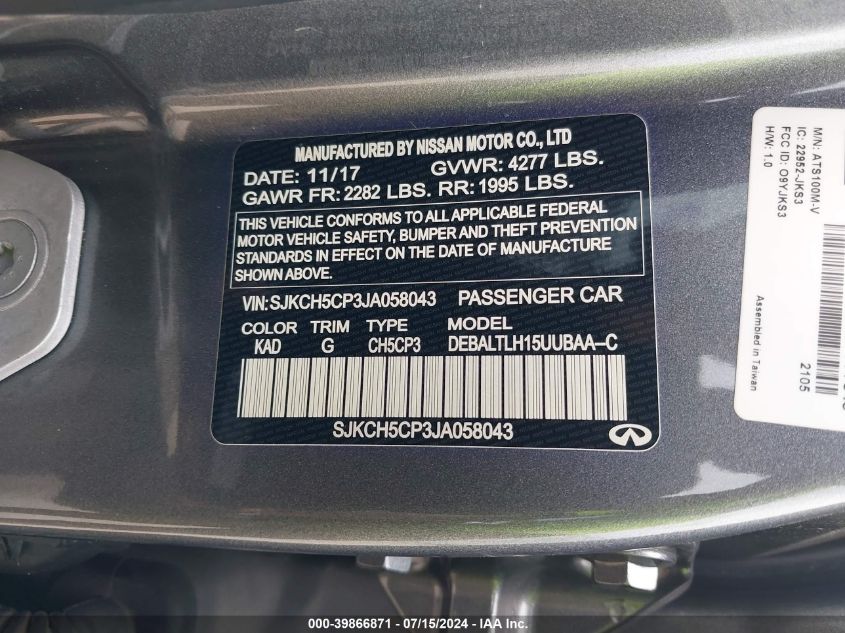 MANUFACTURED BY NISSAN MOTOR CO., LTD
DATE: 11/17 GVWR: 4277 LBS.
GAWR FR: 2282 LBS. RR: 1995 LBS.
THIS VEHICLE CONFORMS TO ALL APPLICABLE FEDERAL
MOTOR VEHICLE SAFETY, BUMPER AND THEFT PREVENTION
STANDARDS IN EFFECT ON THE DATE OF MANUFACTURE
SHOWN ABOVE.
VIN: SJKCH5CP3JA058043 PASSENGER CAR
COLOR TRIM TYPE MODEL
KAD G CH5CP3 DEBALTLH15UUBAA--C
SJKCH5CP3JA058043
M/N: ATS100M-V
IC: 22952-JKS3
FCC ID: O9YJKS3
H/W: 1.0
Assembled in Taiwan
2105
000-39866871 - 07/15/2024 - IAA Inc.